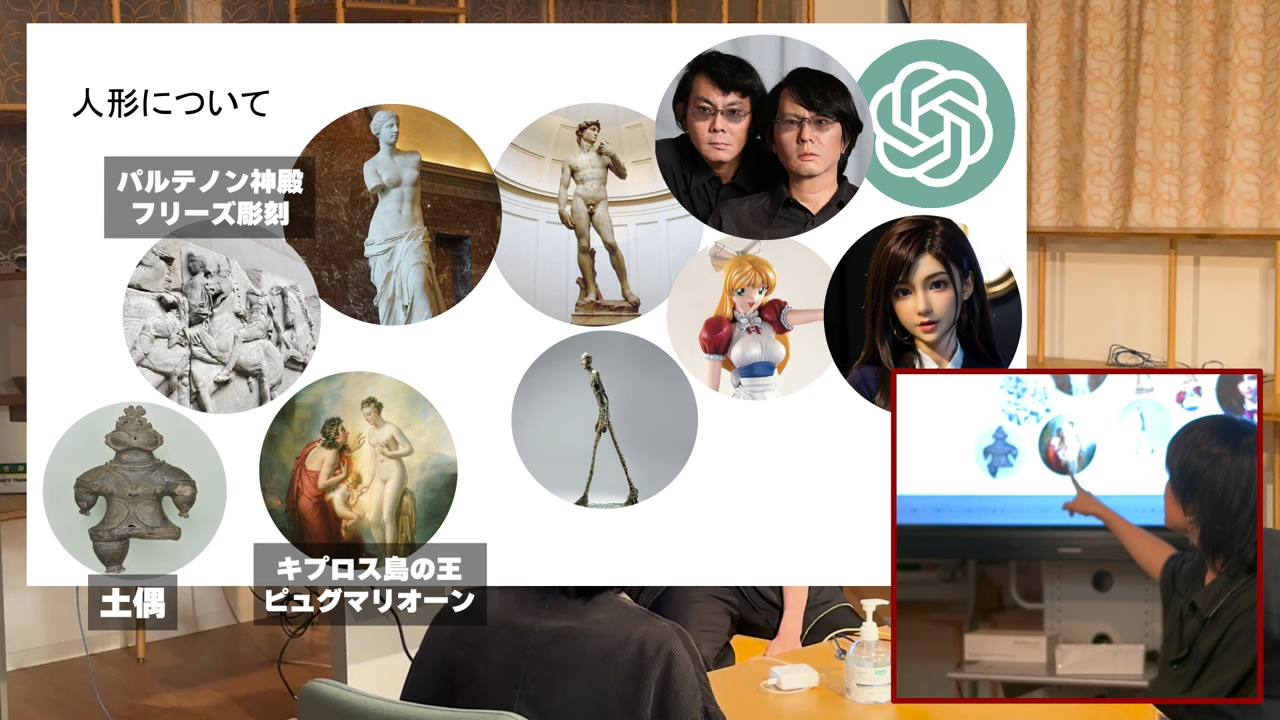 人形について
パルテノン神殿
フリーズ彫刻
土偶
キプロス島の王
ピュグマリオーン